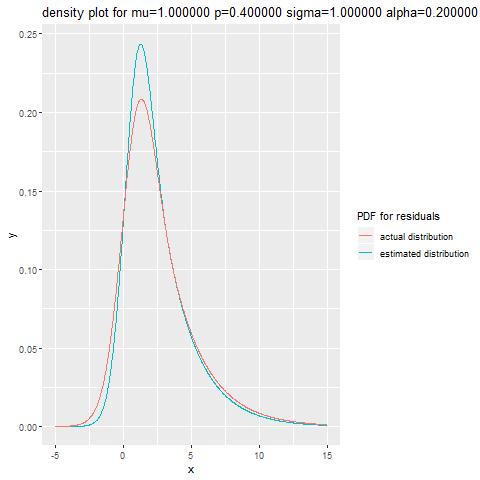 density plot for mu=1.000000 p=0.400000 sigma=1.000000 alpha=0.200000
0.25
0.20
0.15
0.10
0.05
0.00
y
-5
0
5
10
15
x
PDF for residuals
actual distribution
estimated distribution